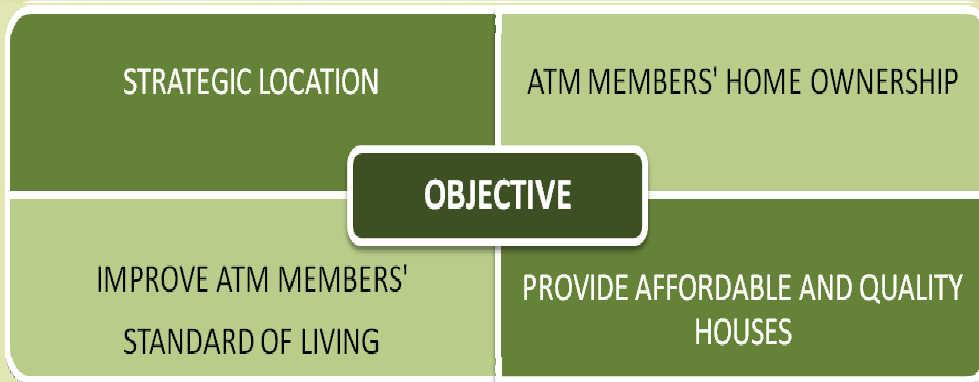 STRATEGIC LOCATION
ATM MEMBERS' HOME OWNERSHIP
OBJECTIVE
IMPROVE ATM MEMBERS'
STANDARD OF LIVING
PROVIDE AFFORDABLE AND QUALITY
HOUSES